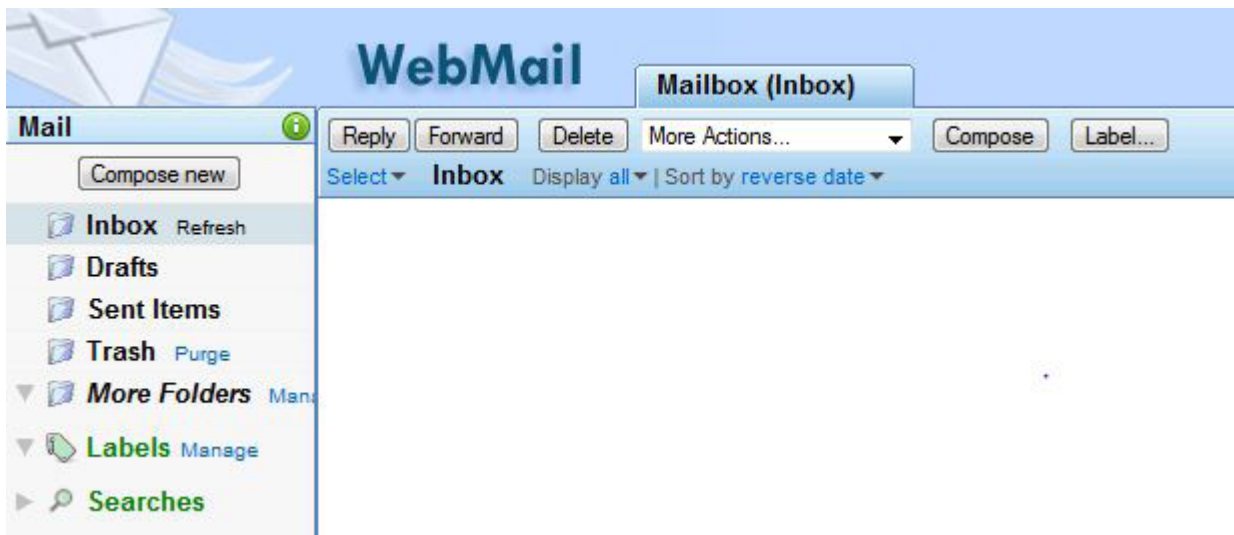 WebMail
Mailbox (Inbox)
Mail
Reply Forward Delete More Actions... Compose Label...
Compose new
Select Inbox Display all | Sort by reverse date
Inbox Refresh
Drafts
Sent Items
Trash Purge
More Folders
Labels Manage
Searches